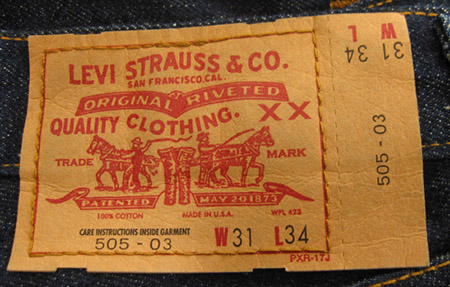 LEVI STRAUSS & CO.
SAN FRANCISCO, CAL.
ORIGINAL RIVETED
QUALITY CLOTHING. XX
TRADE MARK
PATENTED MAY 20 1873
100% COTTON MADE IN U.S.A. WPL 423
CARE INSTRUCTIONS INSIDE GARMENT
505 - 03 W31 L34
PXR-17J
W L
31 34
505 - 03